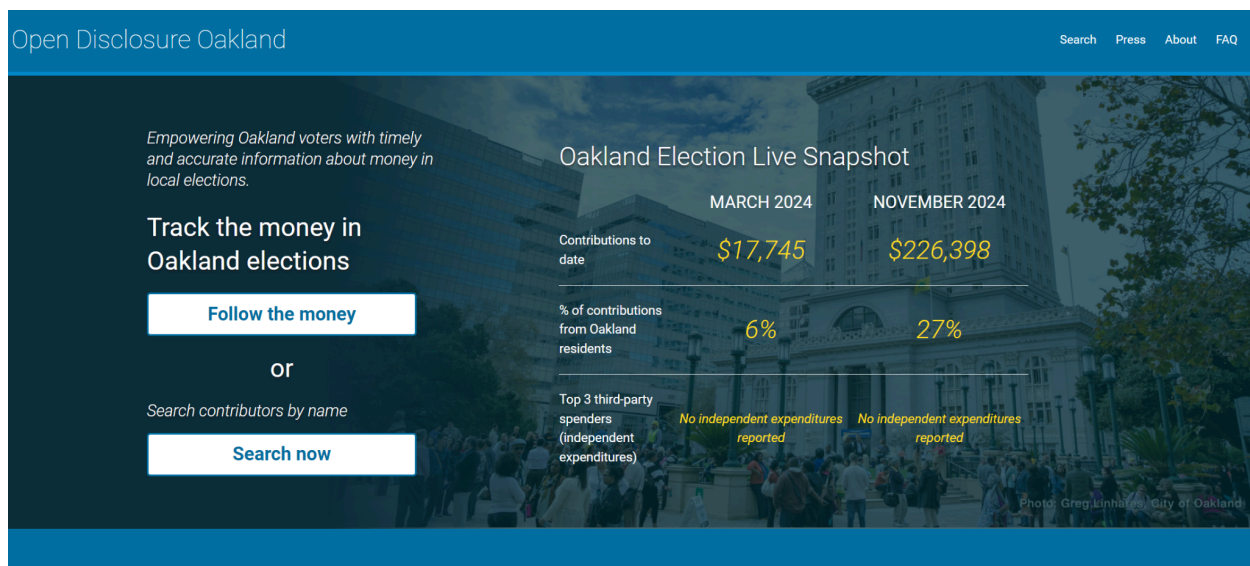 Open Disclosure Oakland
Search Press About FAQ
Empowering Oakland voters with timely
and accurate information about money in
local elections.
Track the money in
Oakland elections
Follow the money
or
Search contributors by name
Search now
Oakland Election Live Snapshot
MARCH 2024 NOVEMBER 2024
Contributions to
date
$17,745 $226,398
% of contributions
from Oakland
residents
6% 27%
Top 3 third-party
spenders
(independent
expenditures)
No independent expenditures
reported
No independent expenditures
reported
Photo: Greg Linhares, City of Oakland